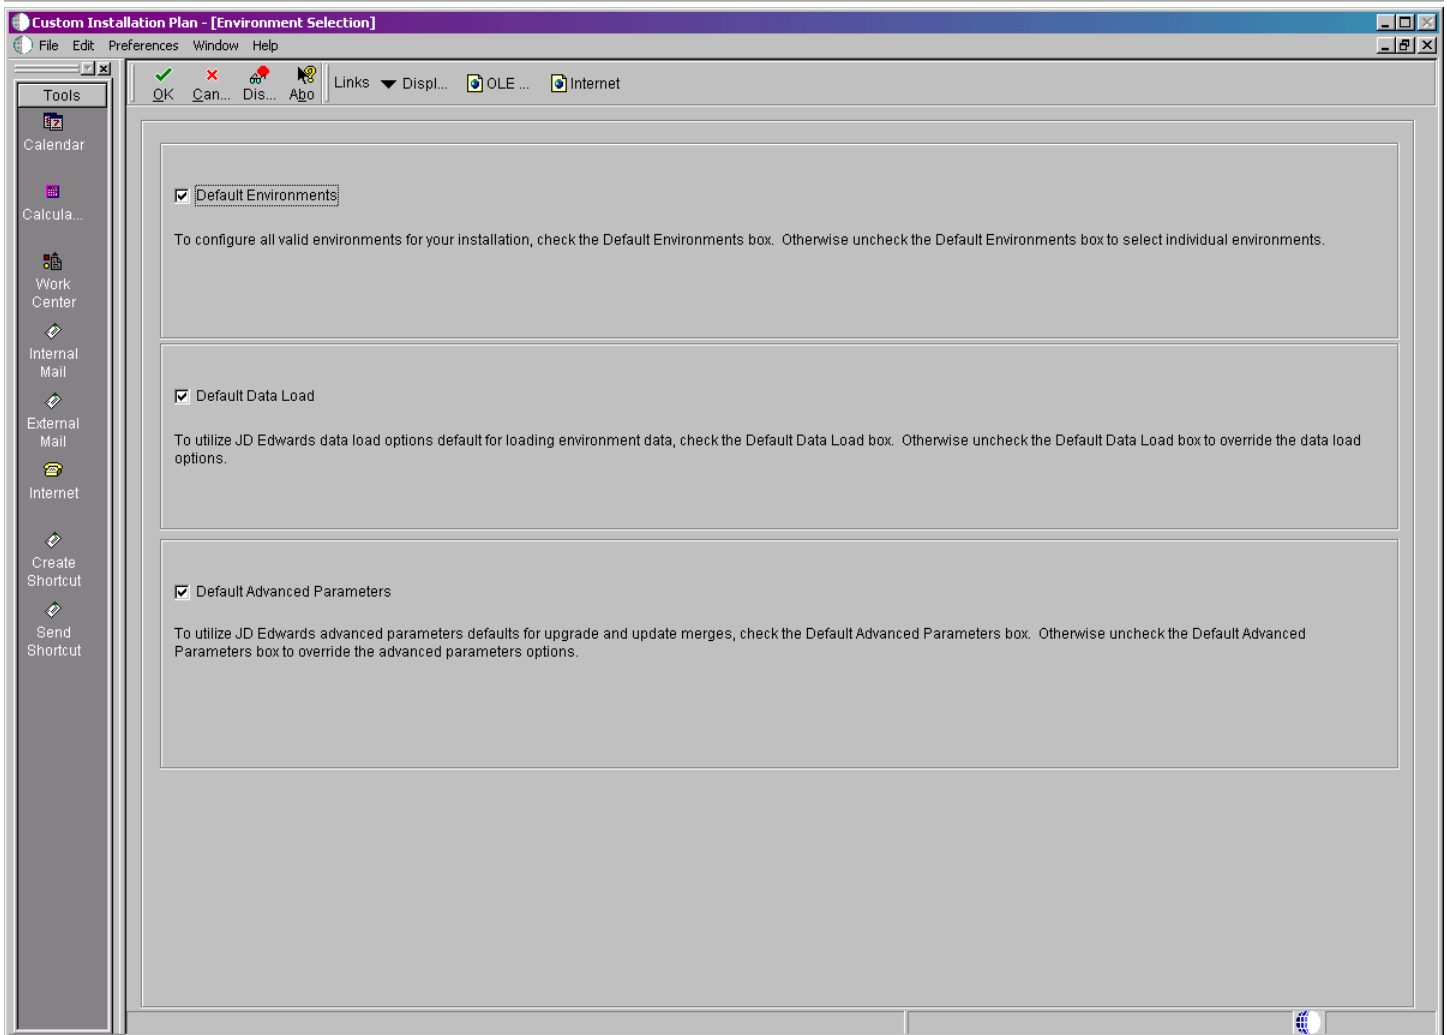 Custom Installation Plan - [Environment Selection]
File Edit Preferences Window Help
Tools
OK Can... Dis... Abo Links Displ... OLE ... Internet
Calendar
Calcula...
Work
Center
Internal
Mail
External
Mail
Internet
Create
Shortcut
Send
Shortcut
Default Environments
To configure all valid environments for your installation, check the Default Environments box. Otherwise uncheck the Default Environments box to select individual environments.
Default Data Load
To utilize JD Edwards data load options default for loading environment data, check the Default Data Load box. Otherwise uncheck the Default Data Load box to override the data load
options.
Default Advanced Parameters
To utilize JD Edwards advanced parameters defaults for upgrade and update merges, check the Default Advanced Parameters box. Otherwise uncheck the Default Advanced
Parameters box to override the advanced parameters options.